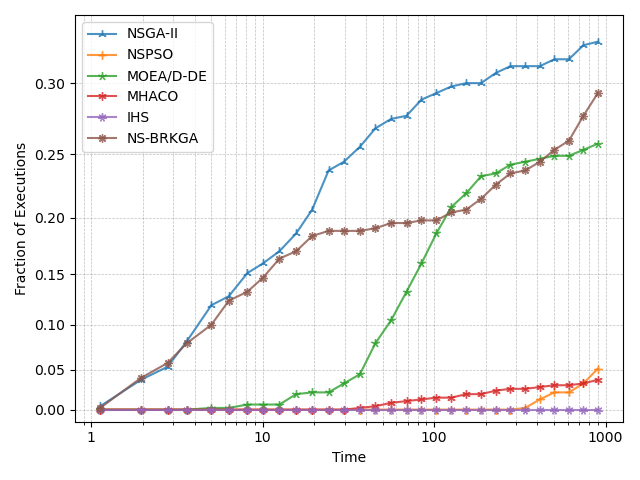 NSGA-II
NSPSO
MOEA/D-DE
MHACO
IHS
NS-BRKGA
Fraction of Executions
0.30
0.25
0.20
0.15
0.10
0.05
0.00
1
10
100
1000
Time